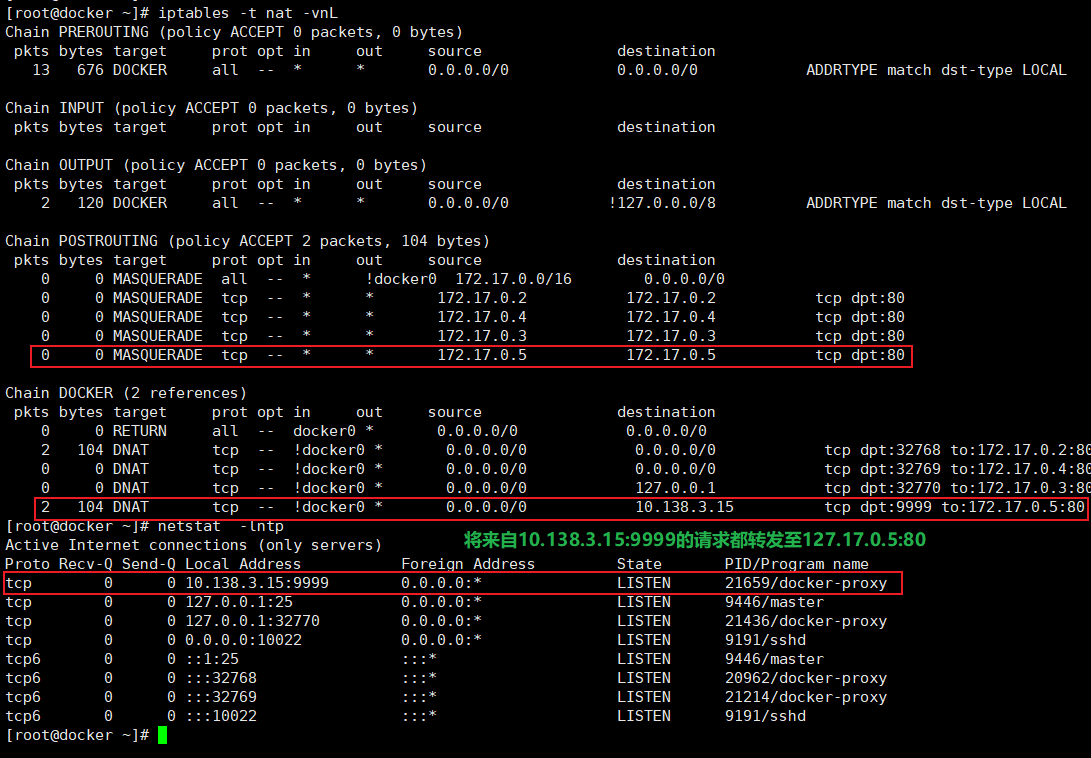 [root@docker ~]# iptables -t nat -vnL
Chain PREROUTING (policy ACCEPT 0 packets, 0 bytes)
 pkts bytes target     prot opt in     out     source               destination
   13   676 DOCKER     all  --  *      *       0.0.0.0/0            0.0.0.0/0            ADDRTYPE match dst-type LOCAL
Chain INPUT (policy ACCEPT 0 packets, 0 bytes)
 pkts bytes target     prot opt in     out     source               destination
Chain OUTPUT (policy ACCEPT 0 packets, 0 bytes)
 pkts bytes target     prot opt in     out     source               destination
    2   120 DOCKER     all  --  *      *       0.0.0.0/0           !127.0.0.0/8          ADDRTYPE match dst-type LOCAL
Chain POSTROUTING (policy ACCEPT 2 packets, 104 bytes)
 pkts bytes target     prot opt in     out     source               destination
    0     0 MASQUERADE  all  --  *      !docker0  172.17.0.0/16        0.0.0.0/0
    0     0 MASQUERADE  tcp  --  *      *       172.17.0.2           172.17.0.2           tcp dpt:80
    0     0 MASQUERADE  tcp  --  *      *       172.17.0.4           172.17.0.4           tcp dpt:80
    0     0 MASQUERADE  tcp  --  *      *       172.17.0.3           172.17.0.3           tcp dpt:80
    0     0 MASQUERADE  tcp  --  *      *       172.17.0.5           172.17.0.5           tcp dpt:80
Chain DOCKER (2 references)
 pkts bytes target     prot opt in     out     source               destination
    0     0 RETURN     all  --  docker0 *       0.0.0.0/0            0.0.0.0/0
    2   104 DNAT       tcp  --  !docker0 *       0.0.0.0/0            0.0.0.0/0            tcp dpt:32768 to:172.17.0.2:80
    0     0 DNAT       tcp  --  !docker0 *       0.0.0.0/0            0.0.0.0/0            tcp dpt:32769 to:172.17.0.4:80
    0     0 DNAT       tcp  --  !docker0 *       0.0.0.0/0            127.0.0.1            tcp dpt:32770 to:172.17.0.3:80
    2   104 DNAT       tcp  --  !docker0 *       0.0.0.0/0            10.138.3.15          tcp dpt:9999 to:172.17.0.5:80
[root@docker ~]# netstat  -lntp
Active Internet connections (only servers)
将来自10.138.3.15:9999的请求都转发至127.17.0.5:80
Proto Recv-Q Send-Q Local Address           Foreign Address         State       PID/Program name
tcp        0      0 10.138.3.15:9999        0.0.0.0:*               LISTEN      21659/docker-proxy
tcp        0      0 127.0.0.1:25            0.0.0.0:*               LISTEN      9446/master
tcp        0      0 127.0.0.1:32770         0.0.0.0:*               LISTEN      21436/docker-proxy
tcp        0      0 0.0.0.0:10022           0.0.0.0:*               LISTEN      9191/sshd
tcp6       0      0 ::1:25                  :::*                    LISTEN      9446/master
tcp6       0      0 :::32768                :::*                    LISTEN      20962/docker-proxy
tcp6       0      0 :::32769                :::*                    LISTEN      21214/docker-proxy
tcp6       0      0 :::10022                :::*                    LISTEN      9191/sshd
[root@docker ~]#